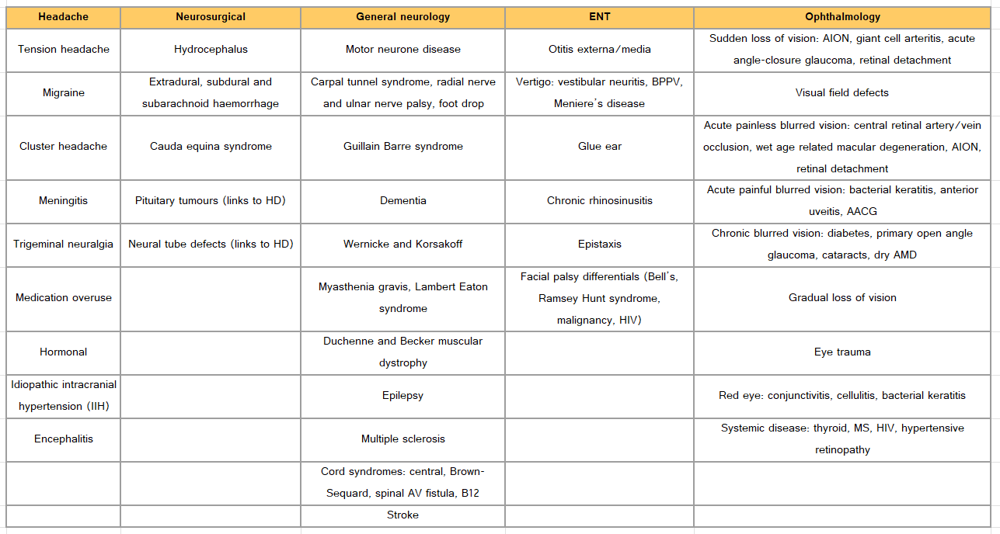 Headache Neurosurgical General neurology ENT Ophthalmology
Tension headache
Hydrocephalus
Motor neurone disease
Otitis externa/media
Sudden loss of vision: AION, giant cell arteritis, acute
angle-closure glaucoma, retinal detachment
Migraine
Extradural, subdural and
subarachnoid haemorrhage
Carpal tunnel syndrome, radial nerve
and ulnar nerve palsy, foot drop
Vertigo: vestibular neuritis, BPPV,
Meniere's disease
Visual field defects
Cluster headache
Cauda equina syndrome
Guillain Barre syndrome
Glue ear
Acute painless blurred vision: central retinal artery/vein
occlusion, wet age related macular degeneration, AION,
retinal detachment
Meningitis
Pituitary tumours (links to HD)
Dementia
Chronic rhinosinusitis
Acute painful blurred vision: bacterial keratitis, anterior
uveitis, AACG
Trigeminal neuralgia
Neural tube defects (links to HD)
Wernicke and Korsakoff
Epistaxis
Chronic blurred vision: diabetes, primary open angle
glaucoma, cataracts, dry AMD
Medication overuse
Myasthenia gravis, Lambert Eaton
syndrome
Facial palsy differentials (Bell's,
Ramsey Hunt syndrome,
malignancy, HIV)
Gradual loss of vision
Hormonal
Duchenne and Becker muscular
dystrophy
Eye trauma
Idiopathic intracranial
hypertension (IIH)
Epilepsy
Red eye: conjunctivitis, cellulitis, bacterial keratitis
Encephalitis
Multiple sclerosis
Systemic disease: thyroid, MS, HIV, hypertensive
retinopathy
Cord syndromes: central, Brown-
Sequard, spinal AV fistula, B12
Stroke